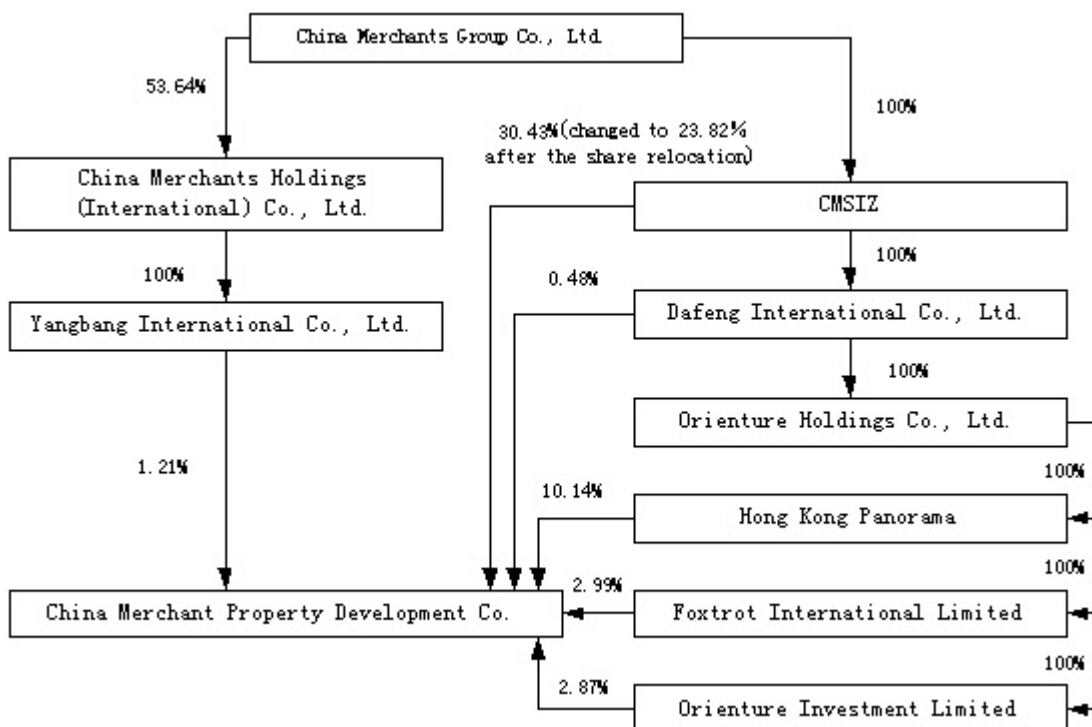 China Merchants Group Co., Ltd
53.64%
100%
30.43%(changed to 23.82%
after the share relocation)
China Merchants Holdings
(International) Co., Ltd.
CMSIZ
100%
100%
0.48%
Yangbang International Co., Ltd.
Dafeng International Co., Ltd.
100%
Orienture Holdings Co., Ltd.
1.21%
100%
10.14%
Hong Kong Panorama
100%
2.99%
China Merchant Property Development Co.
Foxtrot International Limited
100%
2.87%
Orienture Investment Limited